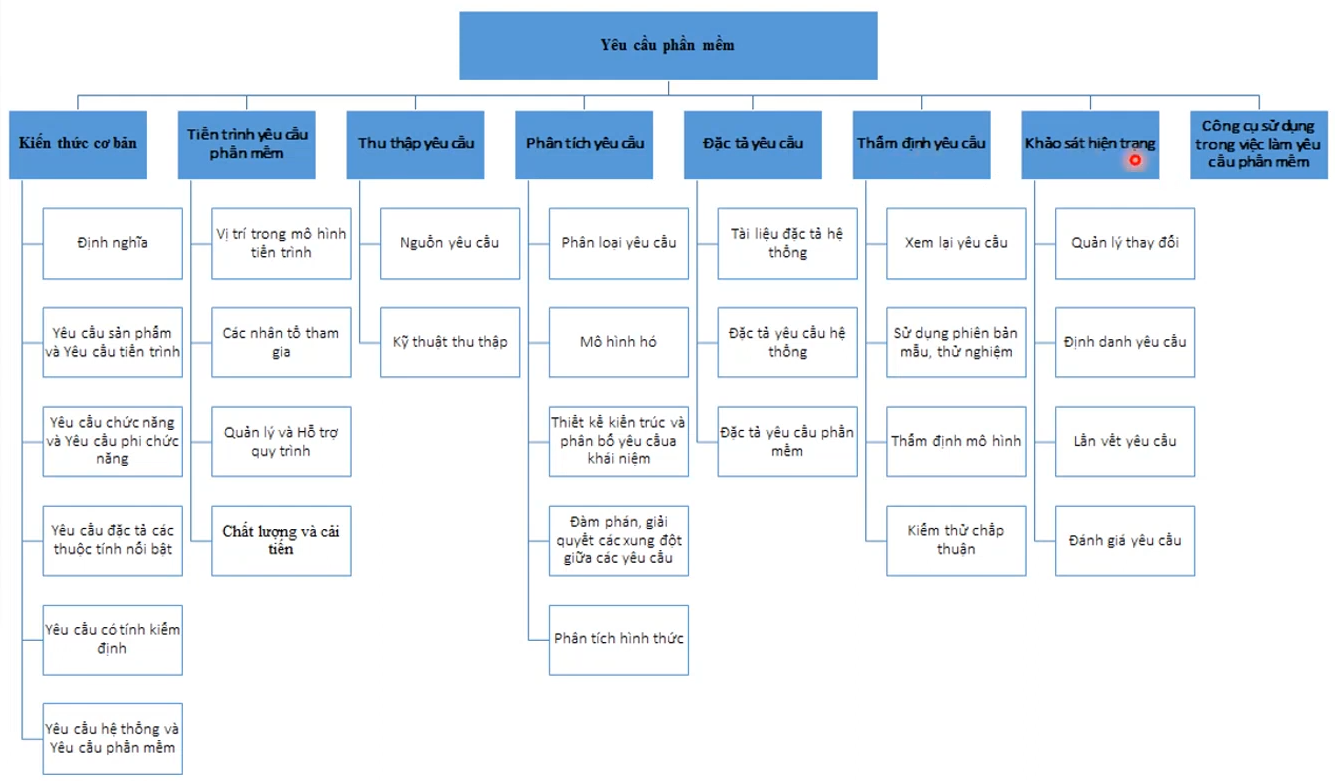 Yêu cầu phần mềm
Kiến thức cơ bản
Tiến trình yêu cầu
phần mềm
Thu thập yêu cầu
Phân tích yêu cầu
Đặc tả yêu cầu
Thẩm định yêu cầu
Khảo sát hiện trạng
Công cụ sử dụng
trong việc làm yêu
cầu phần mềm
Định nghĩa
Yêu cầu sản phẩm
và Yêu cầu tiến trình
Yêu cầu chức năng
và Yêu cầu phi chức
năng
Yêu cầu đặc tả các
thuộc tính nổi bật
Yêu cầu có tính kiểm
định
Yêu cầu hệ thống và
Yêu cầu phần mềm
Vị trí trong mô hình
tiến trình
Các nhân tố tham
gia
Quản lý và Hỗ trợ
quy trình
Chất lượng và cải
tiến
Nguồn yêu cầu
Kỹ thuật thu thập
Phân loại yêu cầu
Mô hình hó
Thiết kế kiến trúc và
phân bố yêu cầua
khái niệm
Đàm phán, giải
quyết các xung đột
giữa các yêu cầu
Phân tích hình thức
Tài liệu đặc tả hệ
thống
Đặc tả yêu cầu hệ
thống
Đặc tả yêu cầu phần
mềm
Xem lại yêu cầu
Sử dụng phiên bản
mẫu, thử nghiệm
Thẩm định mô hình
Kiểm thử chấp
thuận
Quản lý thay đổi
Định danh yêu cầu
Lần vết yêu cầu
Đánh giá yêu cầu